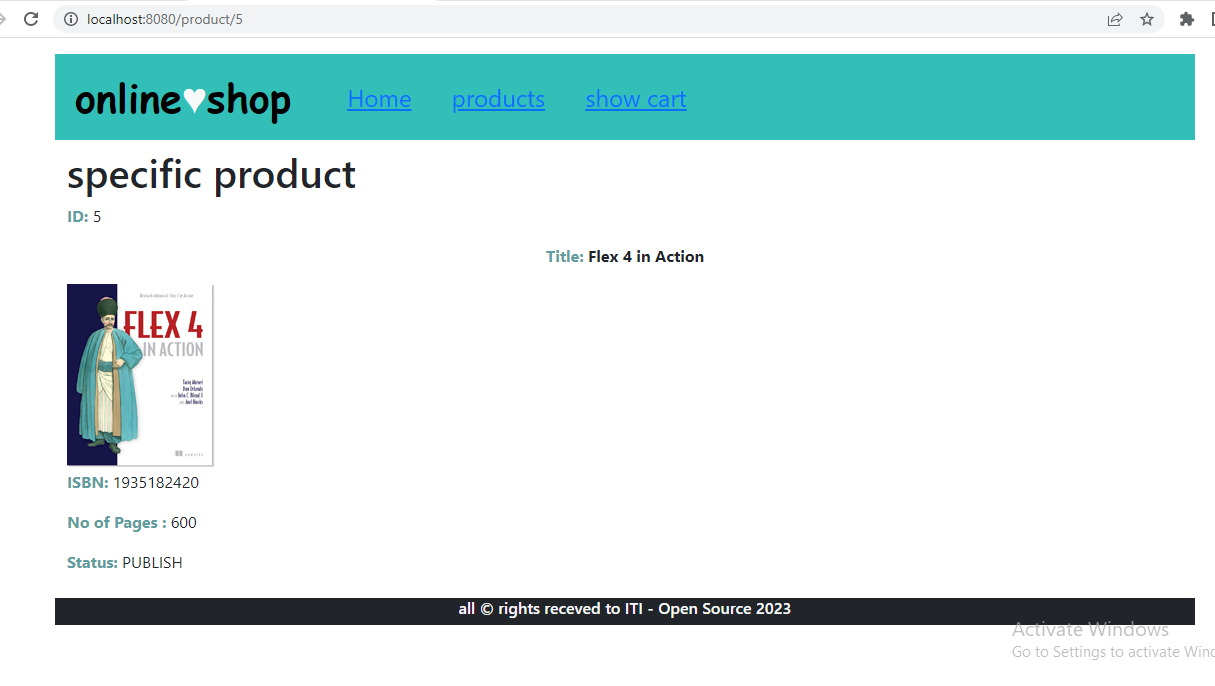 localhost:8080/product/5
online♥shop Home products show cart
specific product
ID: 5
Title: Flex 4 in Action
FLEX 4
IN ACTION
ISBN: 1935182420
No of Pages : 600
Status: PUBLISH
all © rights receved to ITI - Open Source 2023
Activate Windows
Go to Settings to activate Win